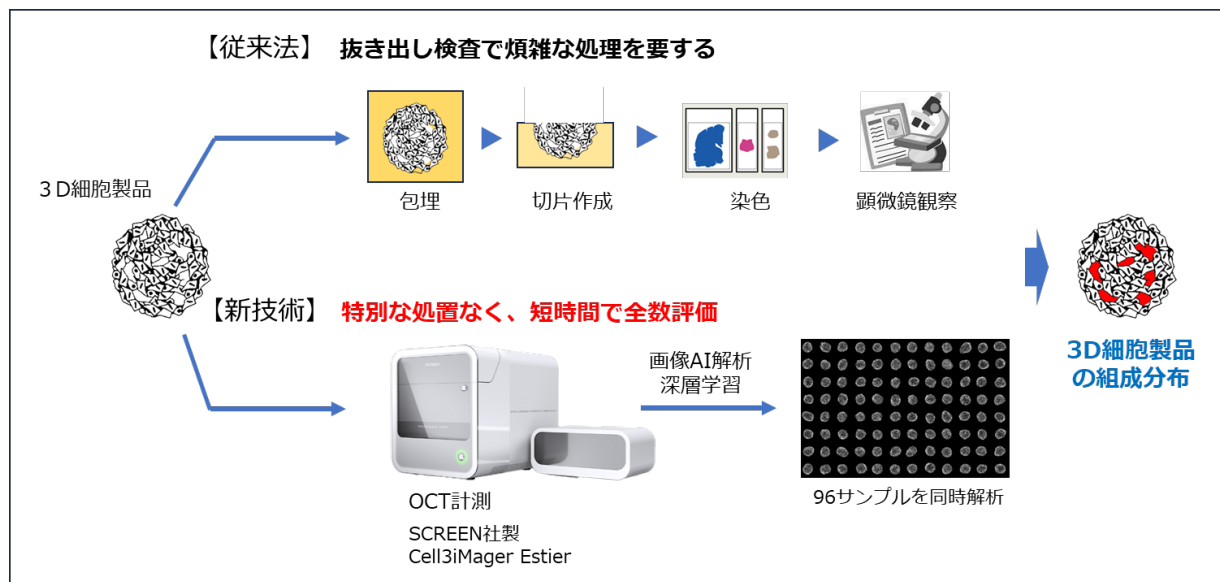 【従来法】 抜き出し検査で煩雑な処理を要する
3D細胞製品
包埋
切片作成
染色
顕微鏡観察
【新技術】 特別な処置なく、短時間で全数評価
画像AI解析
深層学習
OCT計測
SCREEN社製
Cell3iMager Estier
96サンプルを同時解析
3D細胞製品
の組成分布